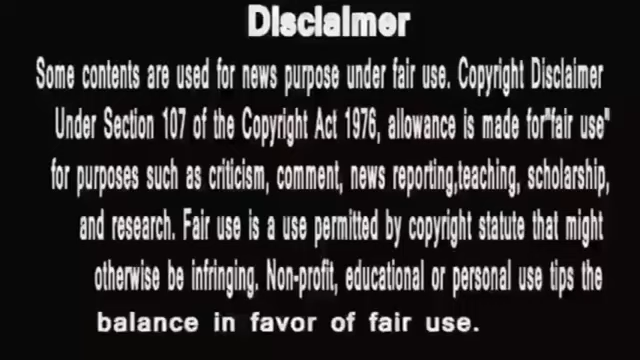 Disclaimer
Some contents are used for news purpose under fair use. Copyright Disclaimer
Under Section 107 of the Copyright Act 1976, allowance is made for"fair use"
for purposes such as criticism, comment, news reporting,teaching, scholarship,
and research. Fair use is a use permitted by copyright statute that might
otherwise be infringing. Non-profit, educational or personal use tips the
balance in favor of fair use.